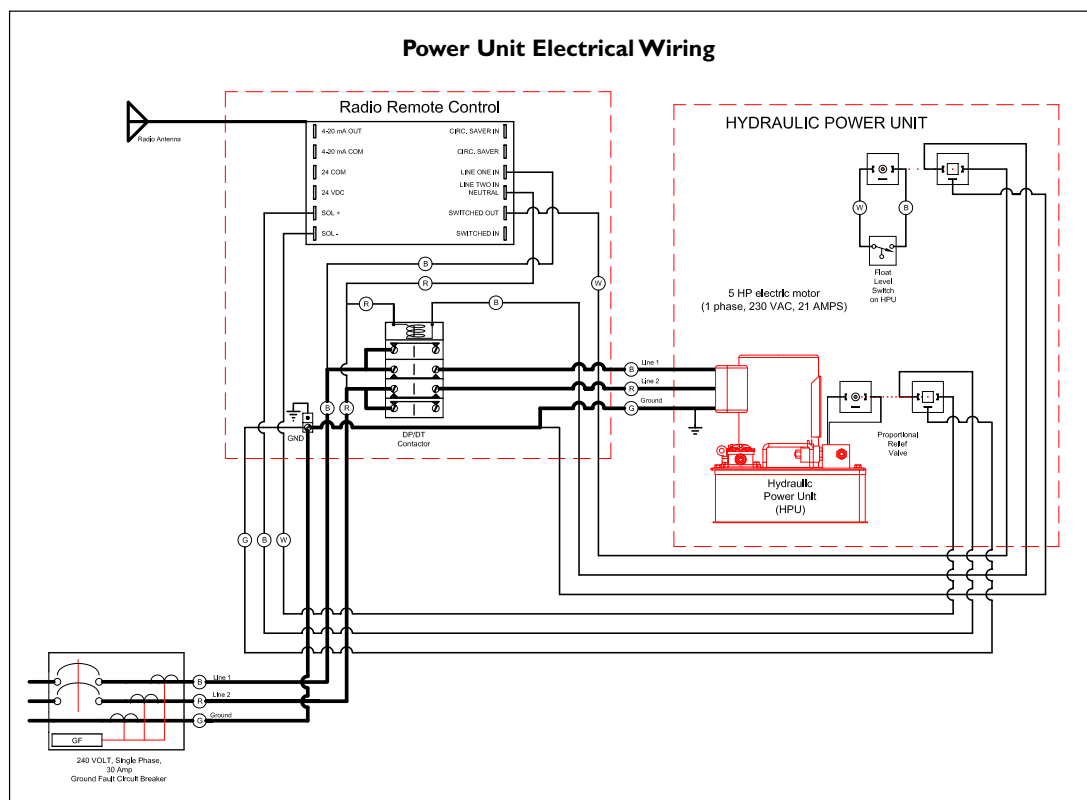 Power Unit Electrical Wiring
Radio Remote Control
Radio Antenna
4-20 mA OUT
4-20 mA COM
24 COM
24 VDC
SOL +
SOL -
CIRC. SAVER IN
CIRC. SAVER
LINE ONE IN
LINE TWO IN
NEUTRAL
SWITCHED OUT
SWITCHED IN
HYDRAULIC POWER UNIT
W
B
Float
Level
Switch
on HPU
B
R
W
R
B
5 HP electric motor
(1 phase, 230 VAC, 21 AMPS)
B
Line 1
R
Line 2
G
Ground
B
R
GND
DP/DT
Contactor
Proportional
Relief
Valve
Hydraulic
Power Unit
(HPU)
G
B
W
B
Line 1
R
Line 2
G
Ground
GF
240 VOLT, Single Phase,
30 Amp
Ground Fault Circuit Breaker